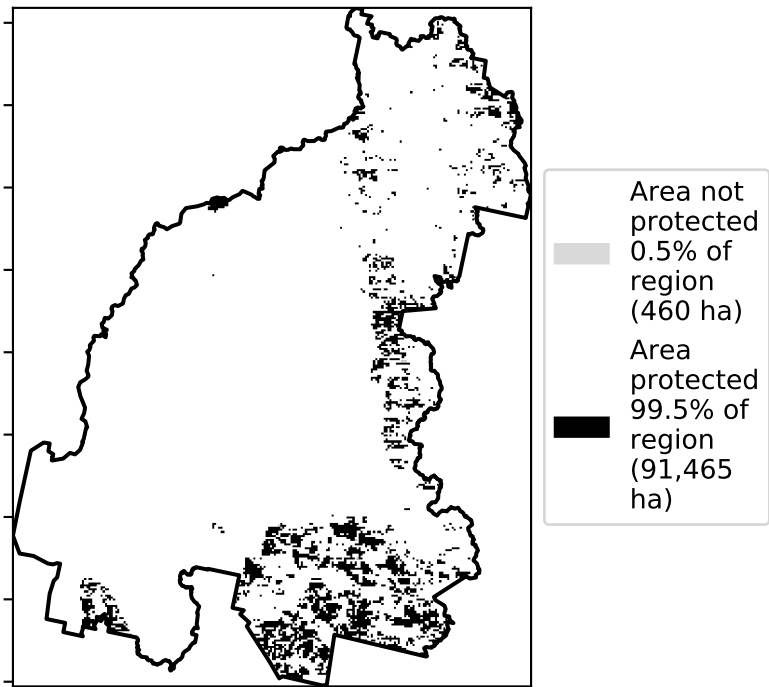 Area not
protected
0.5% of
region
(460 ha)
Area
protected
99.5% of
region
(91,465
ha)